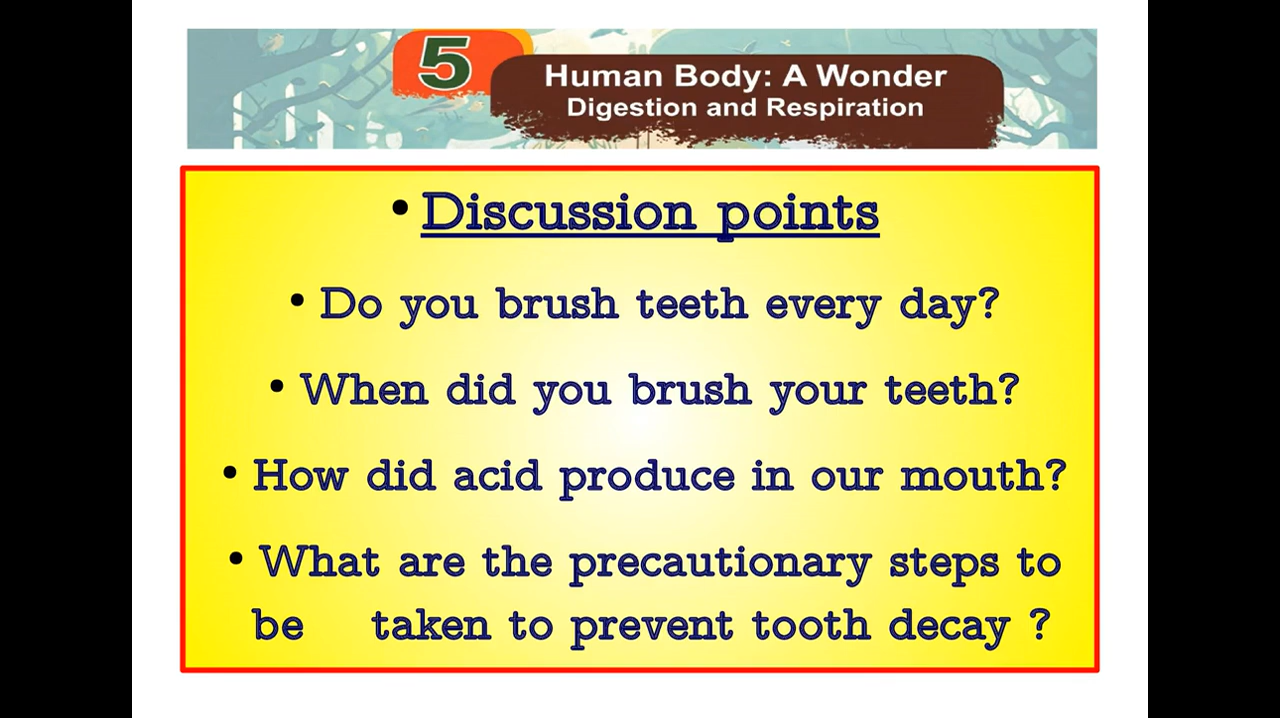 5
Human Body: A Wonder
Digestion and Respiration
• Discussion points
• Do you brush teeth every day?
• When did you brush your teeth?
• How did acid produce in our mouth?
• What are the precautionary steps to
be taken to prevent tooth decay ?